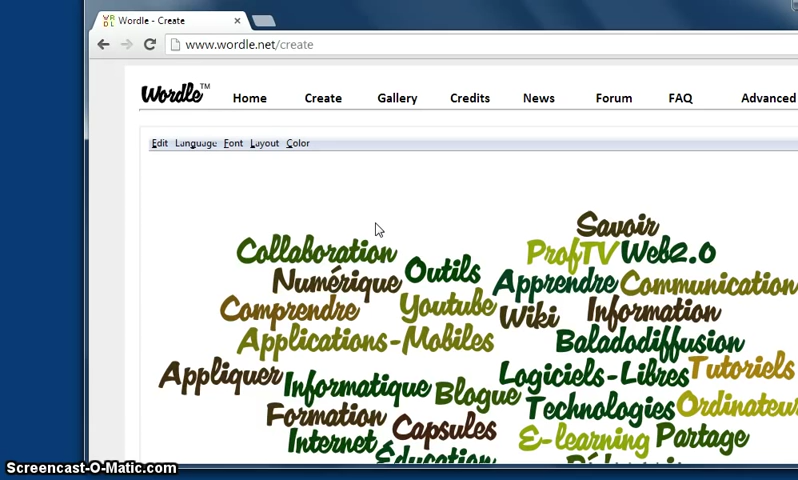 Wordle - Create
www.wordle.net/create
Wordle™ Home Create Gallery Credits News Forum FAQ Advanced
Edit Language Font Layout Color
Savoir
Collaboration ProfTV Web2.0
Numérique Outils Apprendre Communication
Comprendre Youtube Wiki Information
Applications-Mobiles Baladodiffusion
Appliquer Informatique Blogue Logiciels-Libres Tutoriels
Formation Capsules Technologies Ordinateur
Internet E-learning Partage
Éducation
Screencast-O-Matic.com